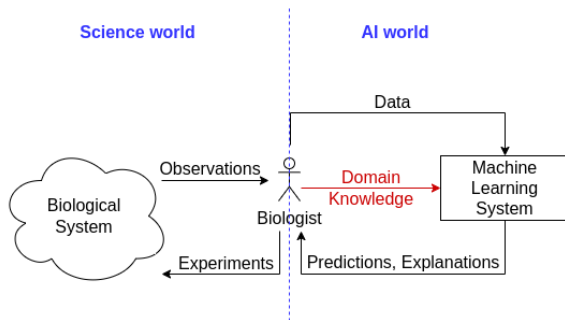 Science world
AI world
Data
Observations
Domain
Knowledge
Machine
Learning
System
Biological
System
Biologist
Experiments
Predictions, Explanations